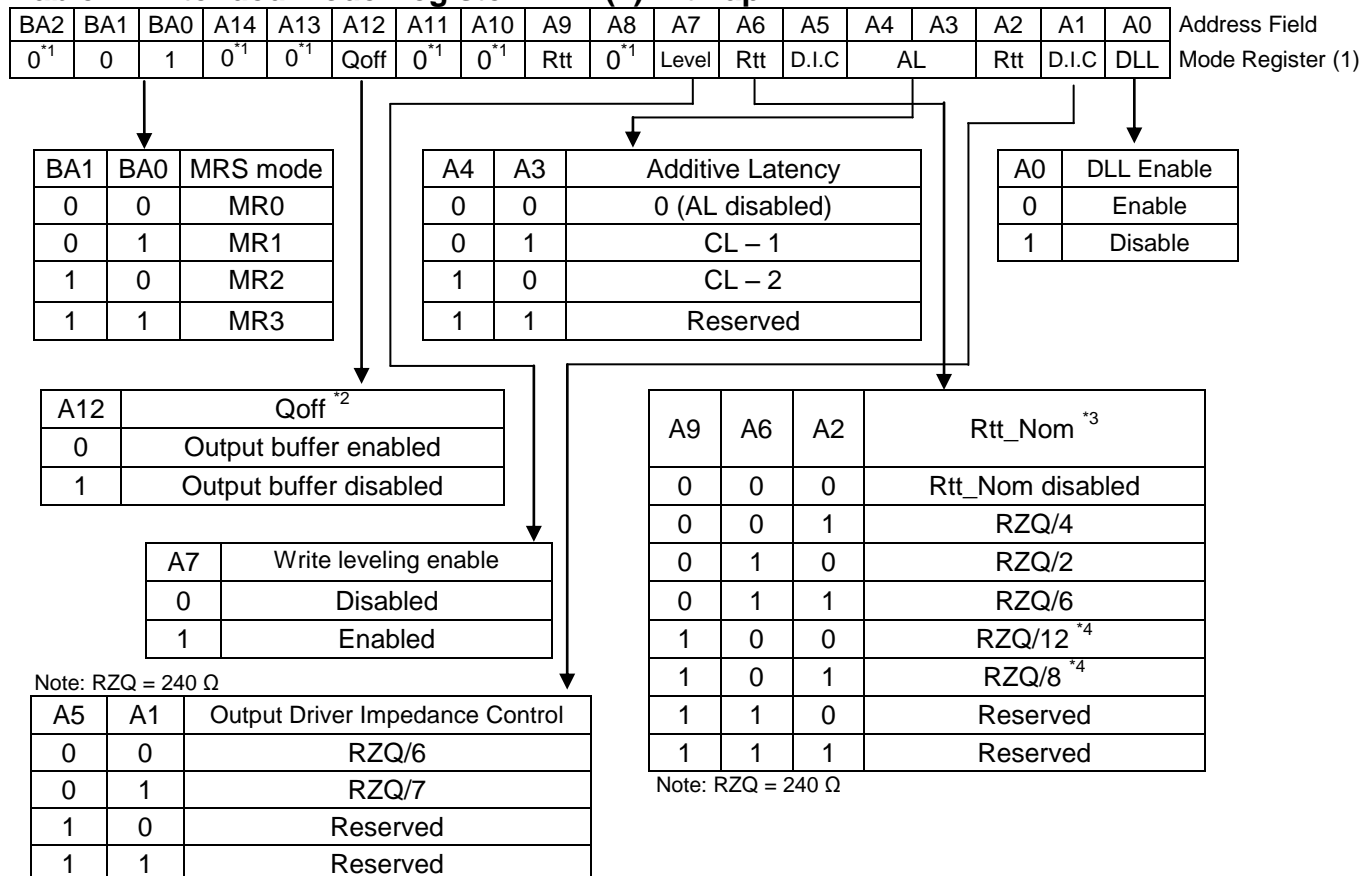 BA2 BA1 BA0 A14 A13 A12 A11 A10 A9 A8 A7 A6 A5 A4 A3 A2 A1 A0 Address Field
0*1 0 1 0*1 0*1 Qoff 0*1 0*1 Rtt 0*1 Level Rtt D.I.C AL Rtt D.I.C DLL Mode Register (1)
BA1 BA0 MRS mode
0 0 MR0
0 1 MR1
1 0 MR2
1 1 MR3
A4 A3 Additive Latency
0 0 0 (AL disabled)
0 1 CL – 1
1 0 CL – 2
1 1 Reserved
A0 DLL Enable
0 Enable
1 Disable
A12 Qoff *2
0 Output buffer enabled
1 Output buffer disabled
A7 Write leveling enable
0 Disabled
1 Enabled
Note: RZQ = 240 Ω
A5 A1 Output Driver Impedance Control
0 0 RZQ/6
0 1 RZQ/7
1 0 Reserved
1 1 Reserved
A9 A6 A2 Rtt_Nom *3
0 0 0 Rtt_Nom disabled
0 0 1 RZQ/4
0 1 0 RZQ/2
0 1 1 RZQ/6
1 0 0 RZQ/12 *4
1 0 1 RZQ/8 *4
1 1 0 Reserved
1 1 1 Reserved
Note: RZQ = 240 Ω